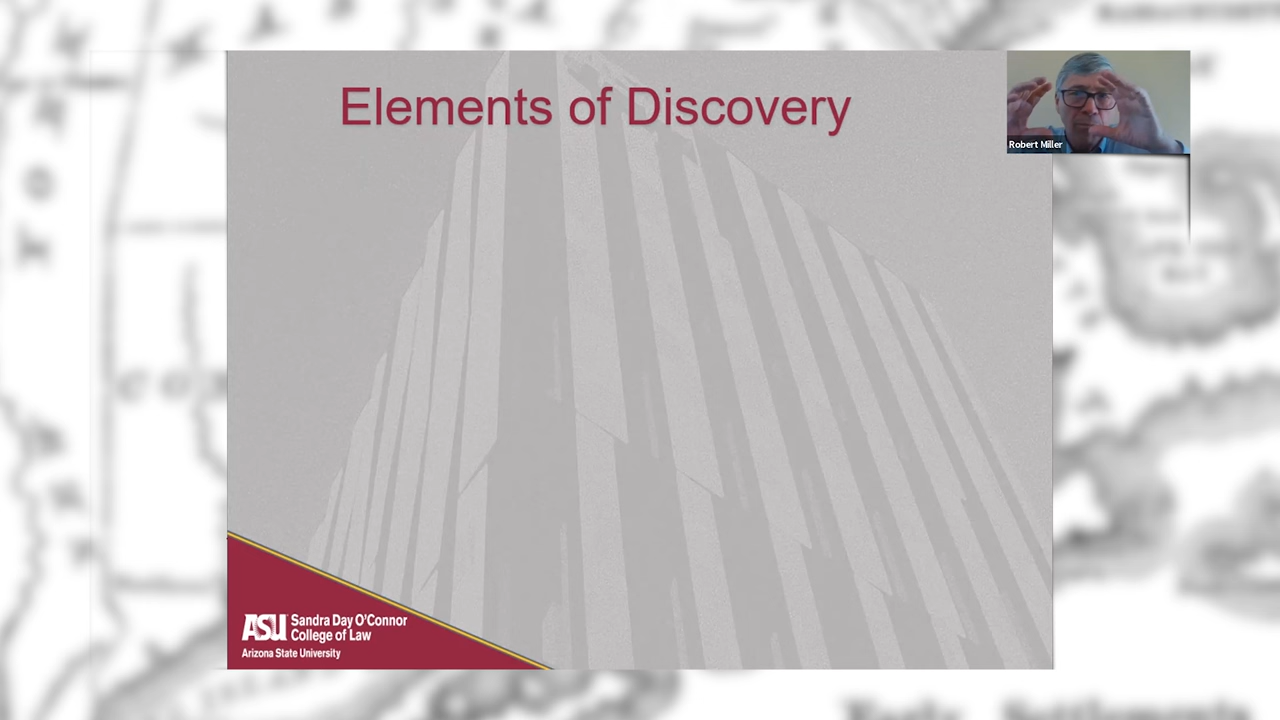 Elements of Discovery
Robert Miller
ASU Sandra Day O'Connor
College of Law
Arizona State University